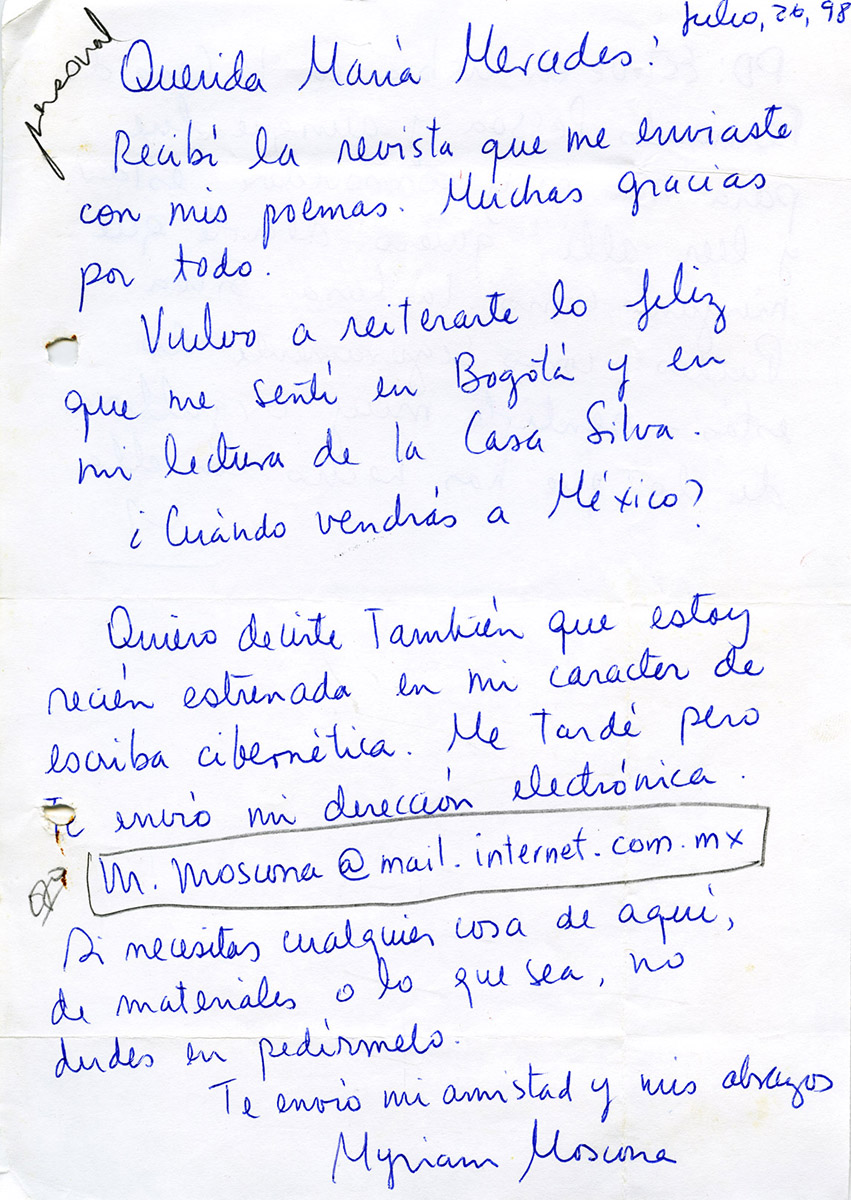 Julio, 26, 98
personal
Querida María Mercedes:
Recibí la revista que me enviaste
con mis poemas. Muchas gracias
por todo.
Vuelvo a reiterarte lo feliz
que me sentí en Bogotá y en
mi lectura de la Casa Silva.
¿Cuándo vendrás a México?
Quiero decirte También que estoy
recién estrenada en mi caracter de
escriba cibernética. Me tardé pero
Te envío mi dirección electrónica.
M. Moscona@mail.internet.com.mx
Si necesitas cualquier cosa de aquí,
de materiales o lo que sea, no
dudes en pedírmelo.
Te envío mi amistad y mis abrazos
Myriam Moscona